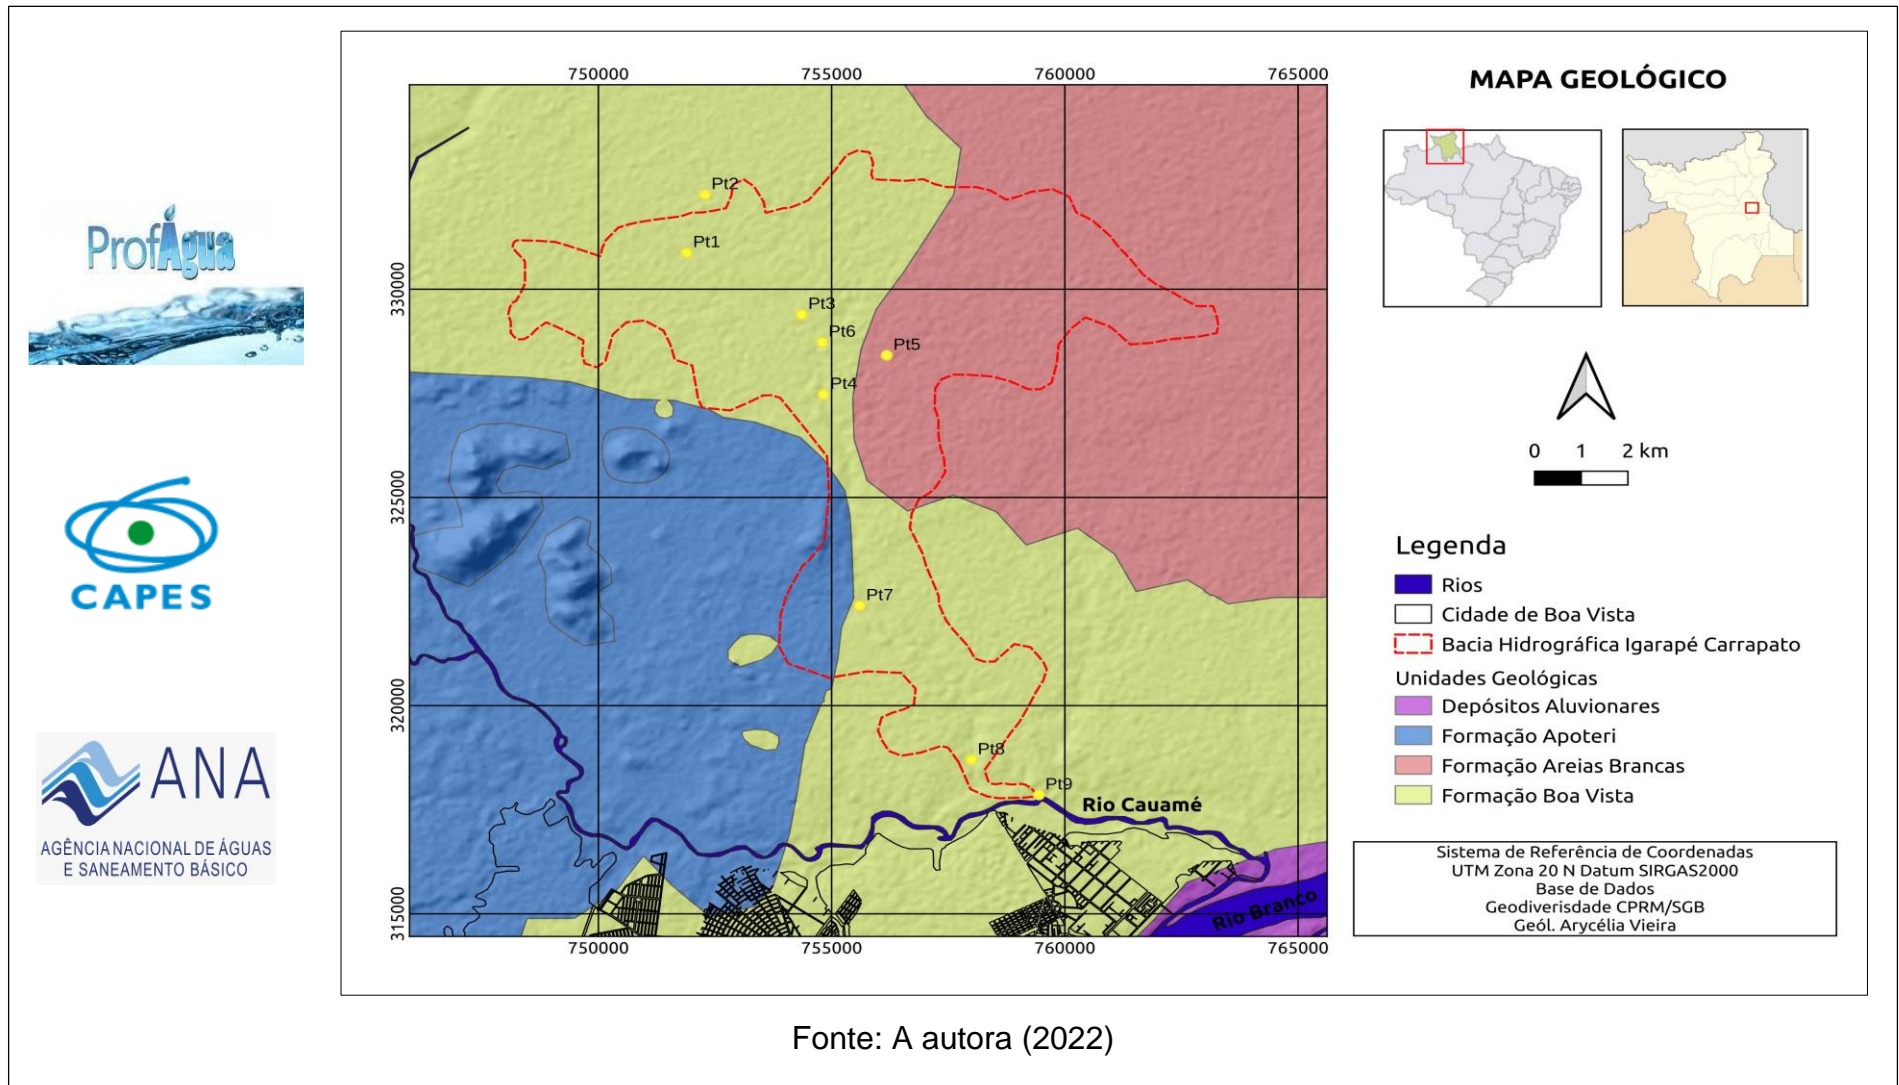 ProfÁgua
CAPES
ANA
AGÊNCIA NACIONAL DE ÁGUAS
E SANEAMENTO BÁSICO
750000
755000
760000
765000
330000
325000
320000
315000
Pt2
Pt1
Pt3
Pt6
Pt5
Pt4
Pt7
Pt8
Pt9
Rio Cauamé
Rio Branco
750000
755000
760000
765000
MAPA GEOLÓGICO
0 1 2 km
Legenda
Rios
Cidade de Boa Vista
Bacia Hidrográfica Igarapé Carrapato
Unidades Geológicas
Depósitos Aluvionares
Formação Apoteri
Formação Areias Brancas
Formação Boa Vista
Sistema de Referência de Coordenadas
UTM Zona 20 N Datum SIRGAS2000
Base de Dados
Geodiverisdade CPRM/SGB
Geól. Arycélia Vieira
Fonte: A autora (2022)